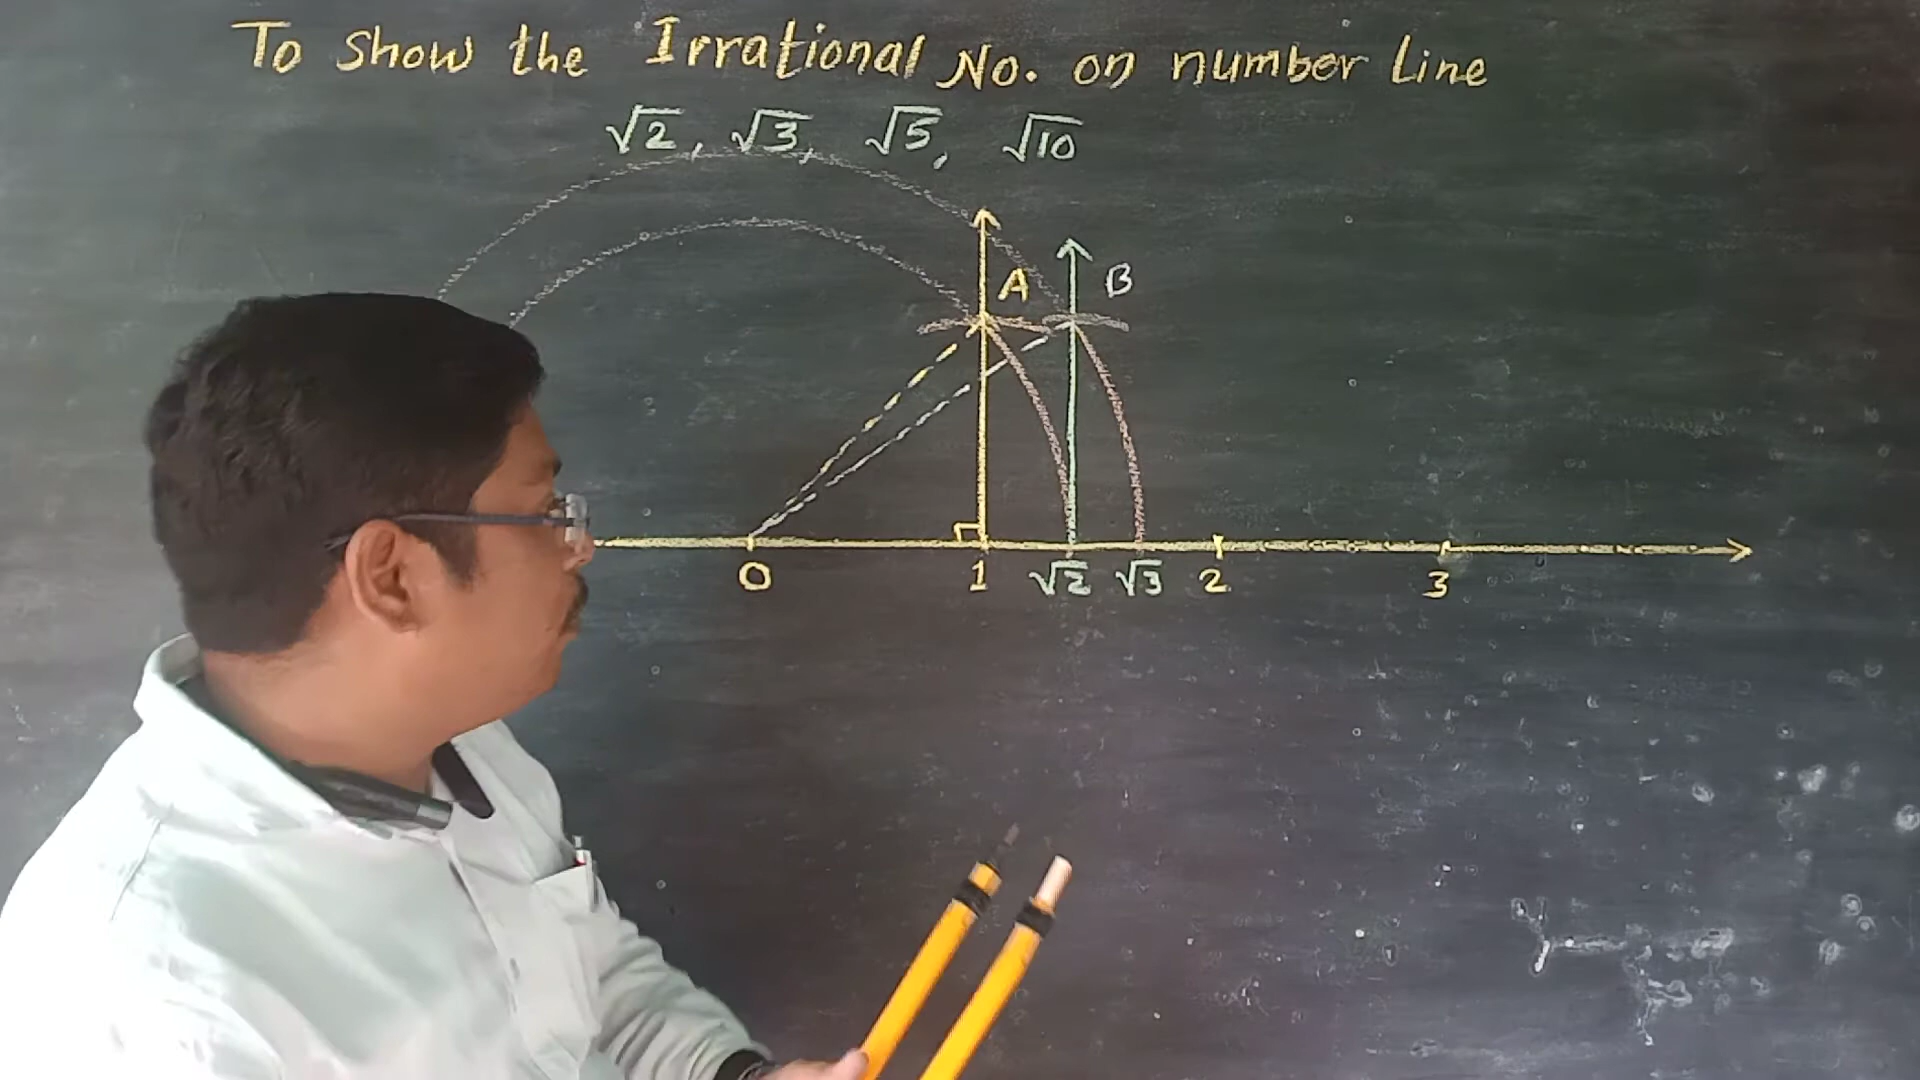 To show the Irrational No. on number line
√2, √3, √5, √10
A B
0 1 √2 √3 2 3